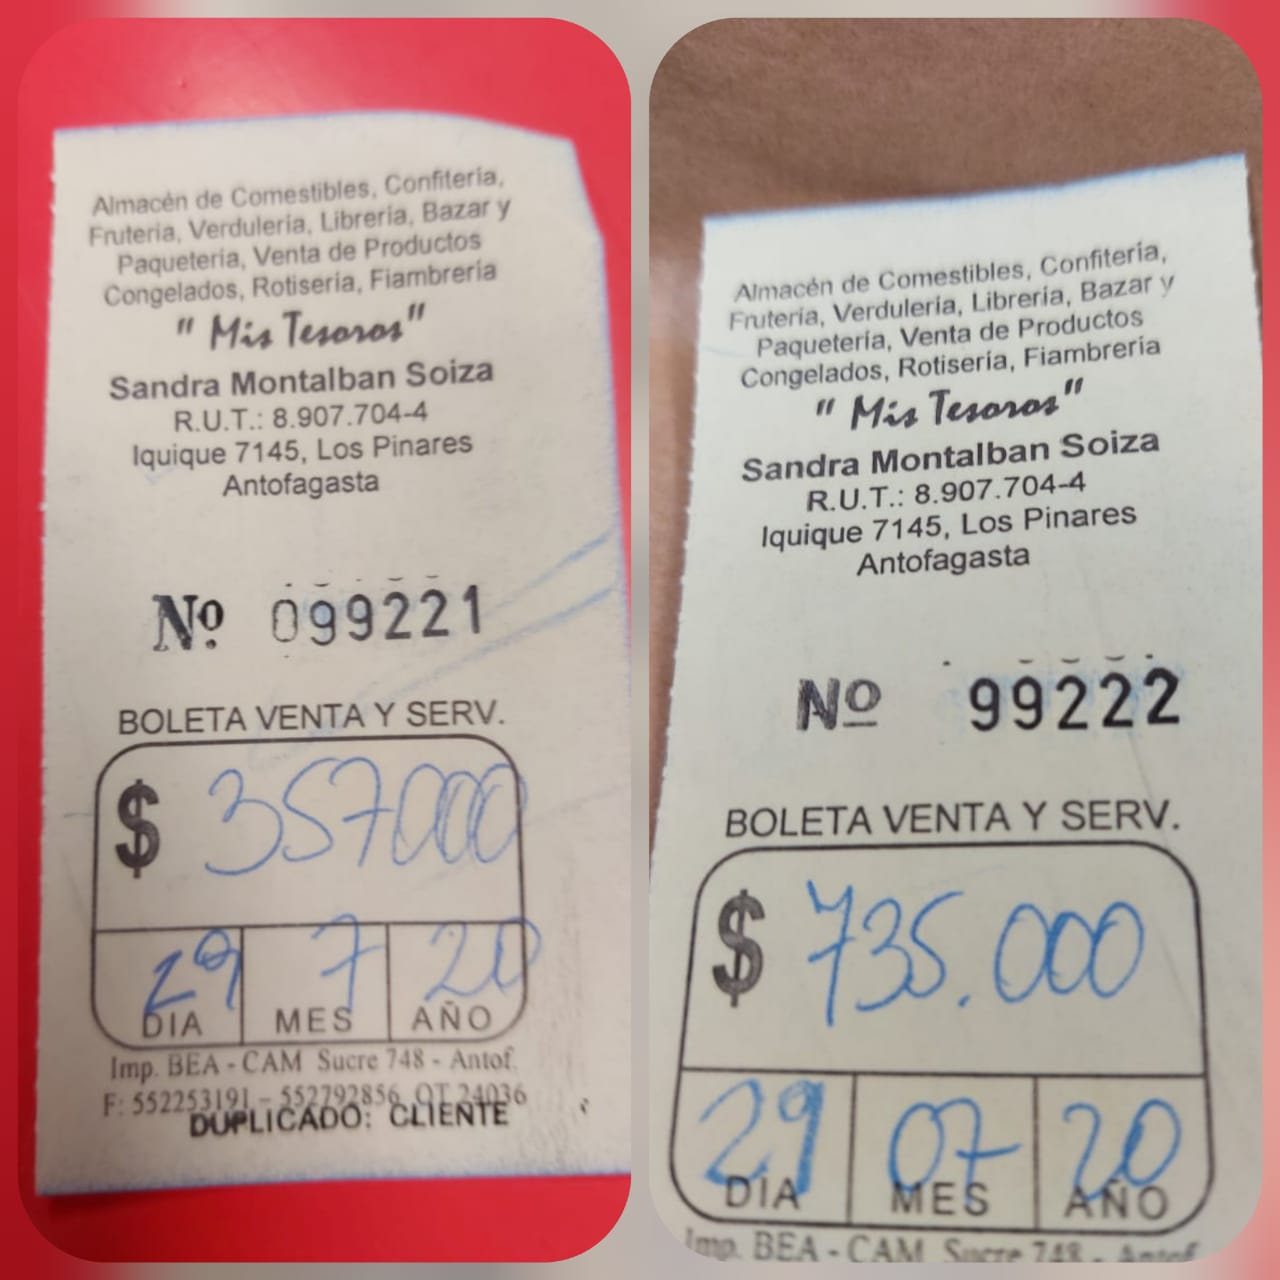 Almacén de Comestibles, Confitería,
Frutería, Verdulería, Librería, Bazar y
Paquetería, Venta de Productos
Congelados, Rotisería, Fiambrería
" Mis Tesoros"
Sandra Montalban Soiza
R.U.T.: 8.907.704-4
Iquique 7145, Los Pinares
Antofagasta
Nº 099221
BOLETA VENTA Y SERV.
$ 357000
29 7 20
DIA MES AÑO
Imp. BEA - CAM Sucre 748 - Antof.
F: 552253191 - 552792856 OT 24036
DUPLICADO: CLIENTE
Almacén de Comestibles, Confitería,
Frutería, Verdulería, Librería, Bazar y
Paquetería, Venta de Productos
Congelados, Rotisería, Fiambrería
" Mis Tesoros"
Sandra Montalban Soiza
R.U.T.: 8.907.704-4
Iquique 7145, Los Pinares
Antofagasta
Nº 99222
BOLETA VENTA Y SERV.
$ 735.000
29 07 20
DIA MES AÑO
Imp. BEA - CAM Sucre 748 - Antof